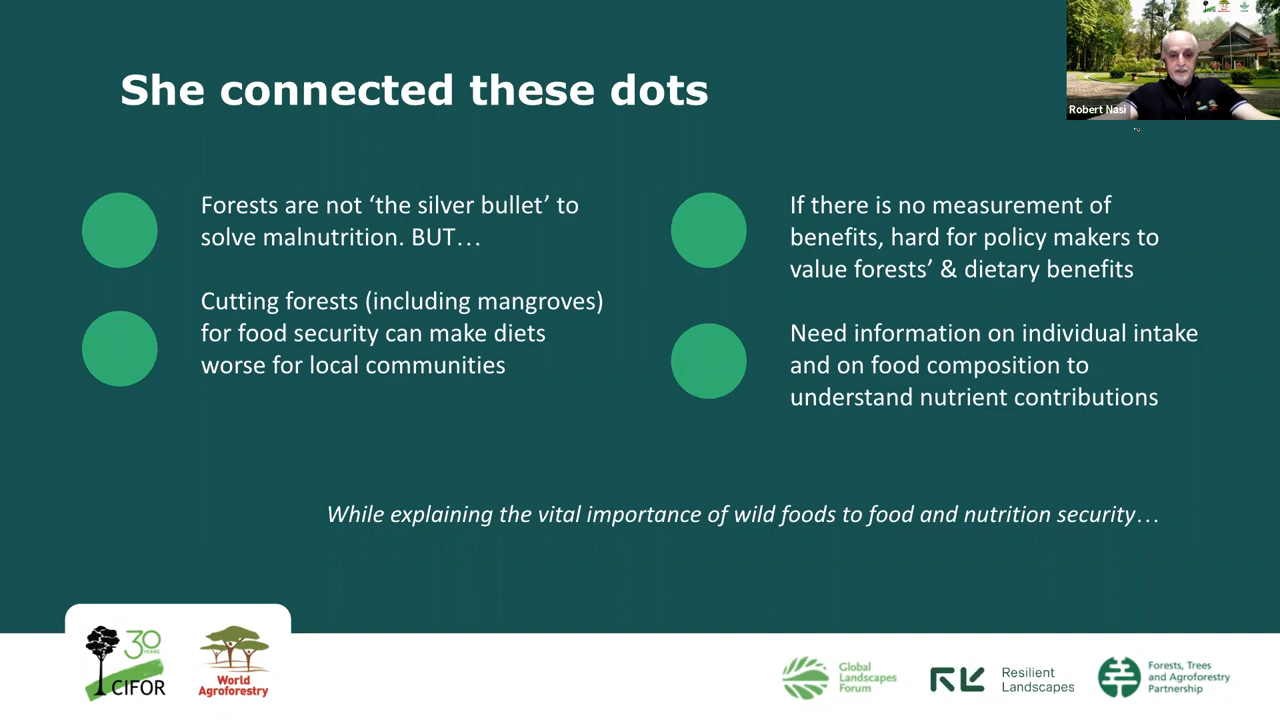 She connected these dots
Robert Nasi
Forests are not ‘the silver bullet’ to
solve malnutrition. BUT…
Cutting forests (including mangroves)
for food security can make diets
worse for local communities
If there is no measurement of
benefits, hard for policy makers to
value forests’ & dietary benefits
Need information on individual intake
and on food composition to
understand nutrient contributions
While explaining the vital importance of wild foods to food and nutrition security…
30
YEARS
CIFOR
World
Agroforestry
Global
Landscapes
Forum
Resilient
Landscapes
Forests, Trees
and Agroforestry
Partnership